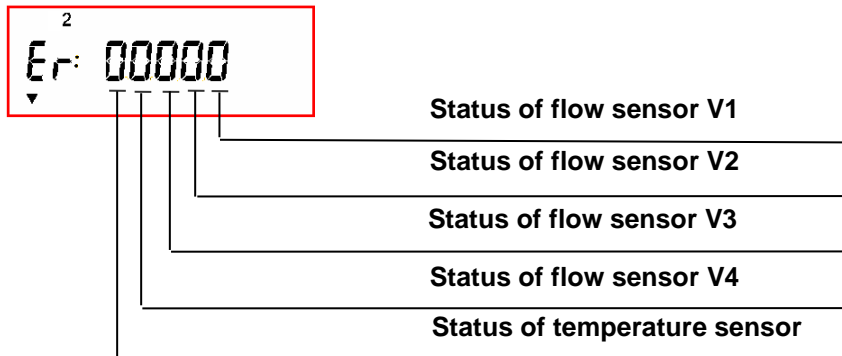 2
Er: 00000
Status of flow sensor V1
Status of flow sensor V2
Status of flow sensor V3
Status of flow sensor V4
Status of temperature sensor